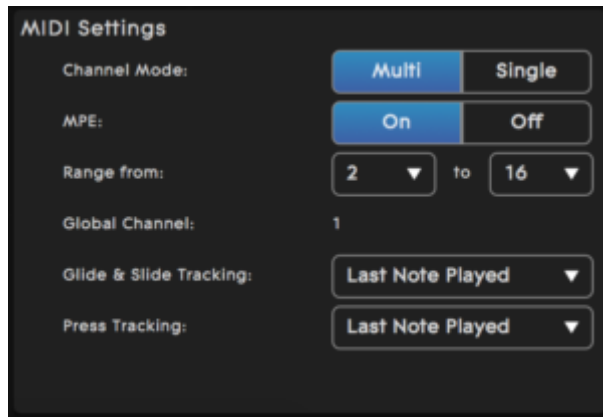 MIDI Settings
Channel Mode: Multi Single
MPE: On Off
Range from: 2 to 16
Global Channel: 1
Glide & Slide Tracking: Last Note Played
Press Tracking: Last Note Played